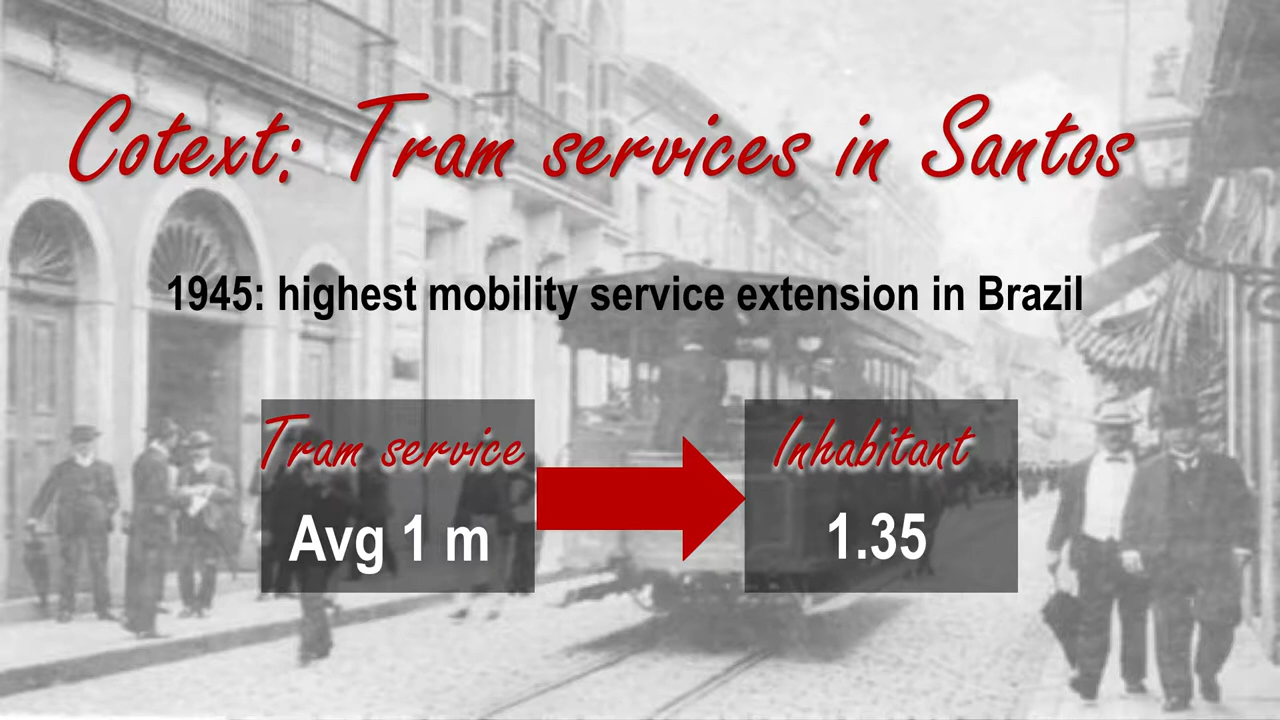 Cotext: Tram services in Santos
1945: highest mobility service extension in Brazil
Tram service
Avg 1 m
Inhabitant
1.35